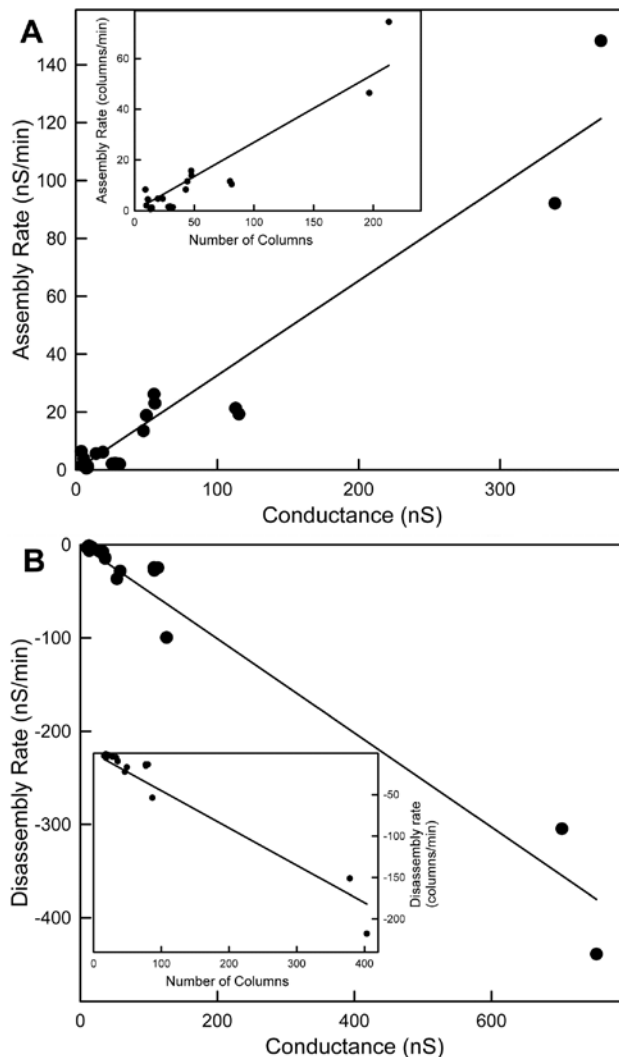 A
Assembly Rate (nS/min)
140
120
100
80
60
40
20
0
0 100 200 300
Conductance (nS)
Assembly Rate (columns/min)
60
40
20
0
0 50 100 150 200
Number of Columns
B
Disassembly Rate (nS/min)
0
-100
-200
-300
-400
0 200 400 600
Conductance (nS)
Disassembly rate
(columns/min)
-50
-100
-150
-200
0 100 200 300 400
Number of Columns